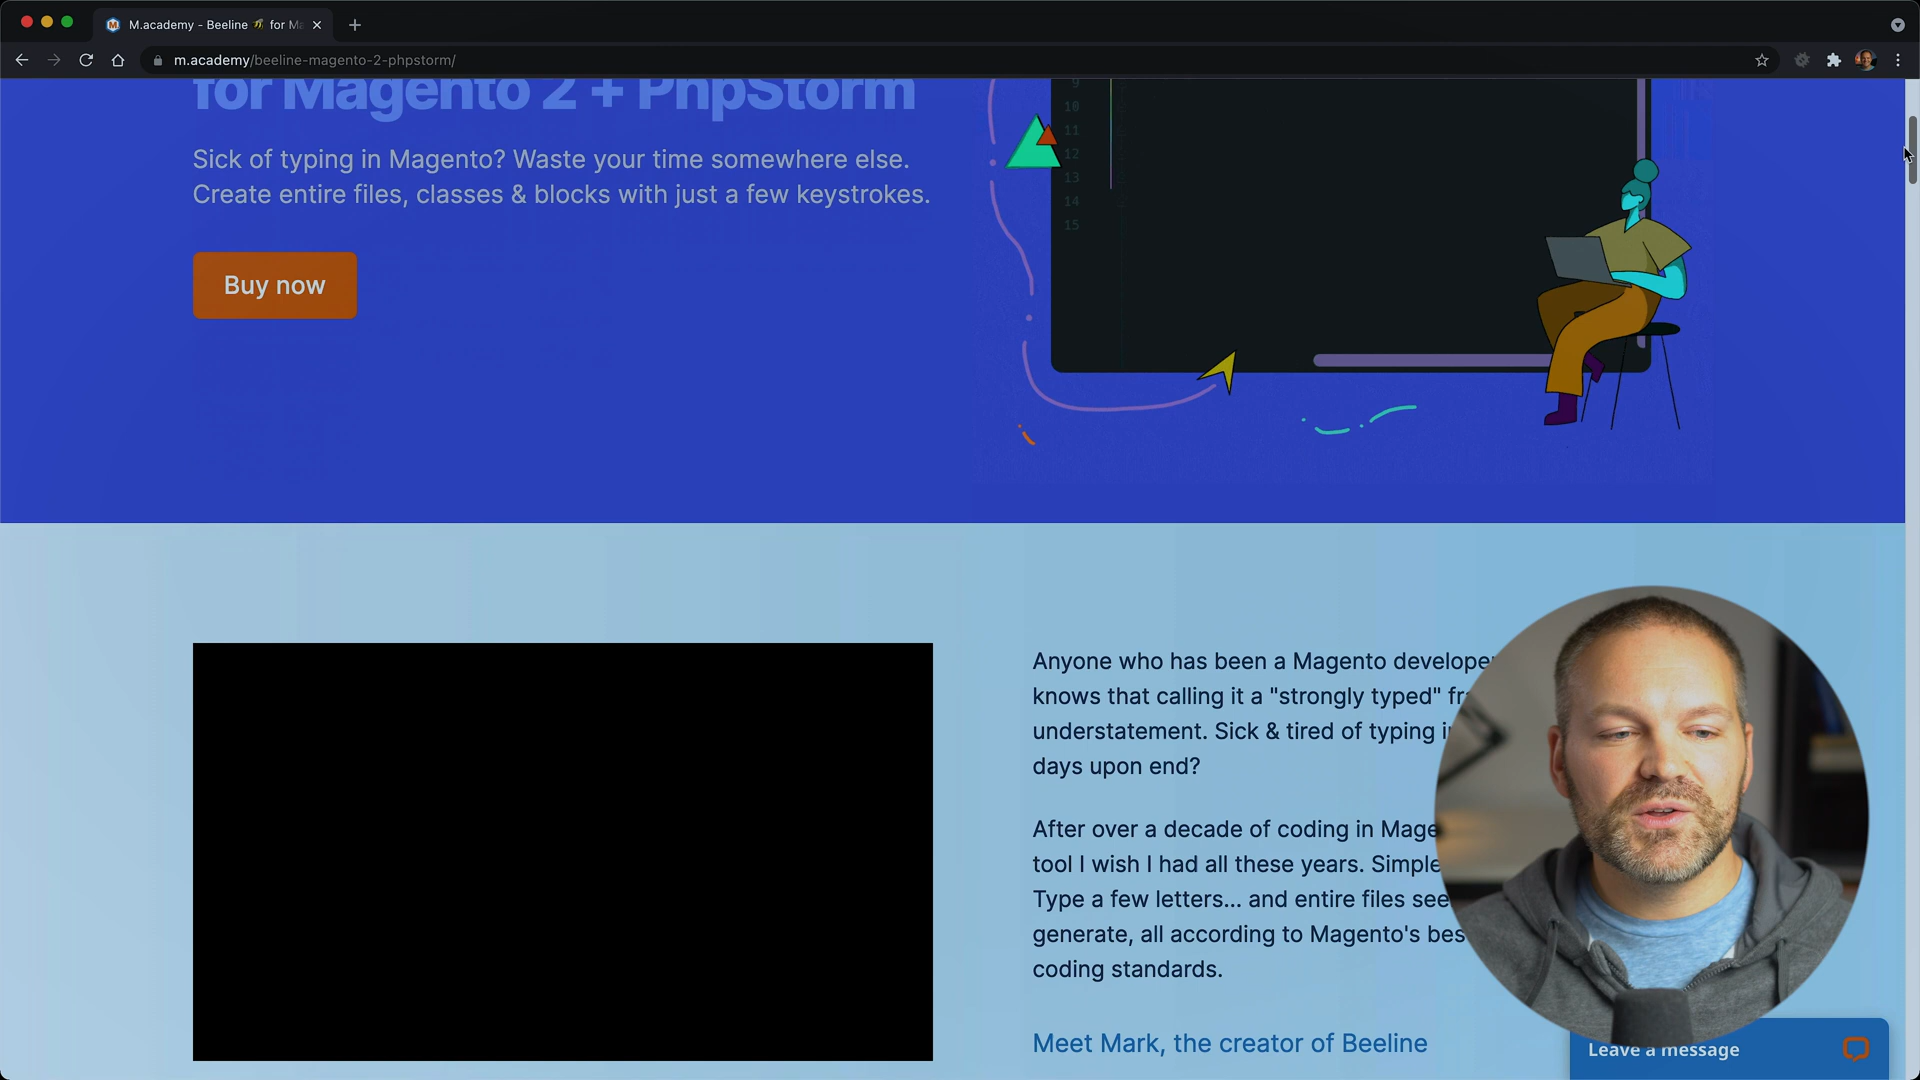 M.academy - Beeline 🐝 for Ma
m.academy/beeline-magento-2-phpstorm/
for Magento 2 + PhpStorm
Sick of typing in Magento? Waste your time somewhere else.
Create entire files, classes & blocks with just a few keystrokes.
Buy now
9
10
11
12
13
14
15
Anyone who has been a Magento developer
knows that calling it a "strongly typed"
understatement. Sick & tired of typing
days upon end?
After over a decade of coding in Mage
tool I wish I had all these years. Simple
Type a few letters... and entire files see
generate, all according to Magento's bes
coding standards.
Meet Mark, the creator of Beeline
Leave a message